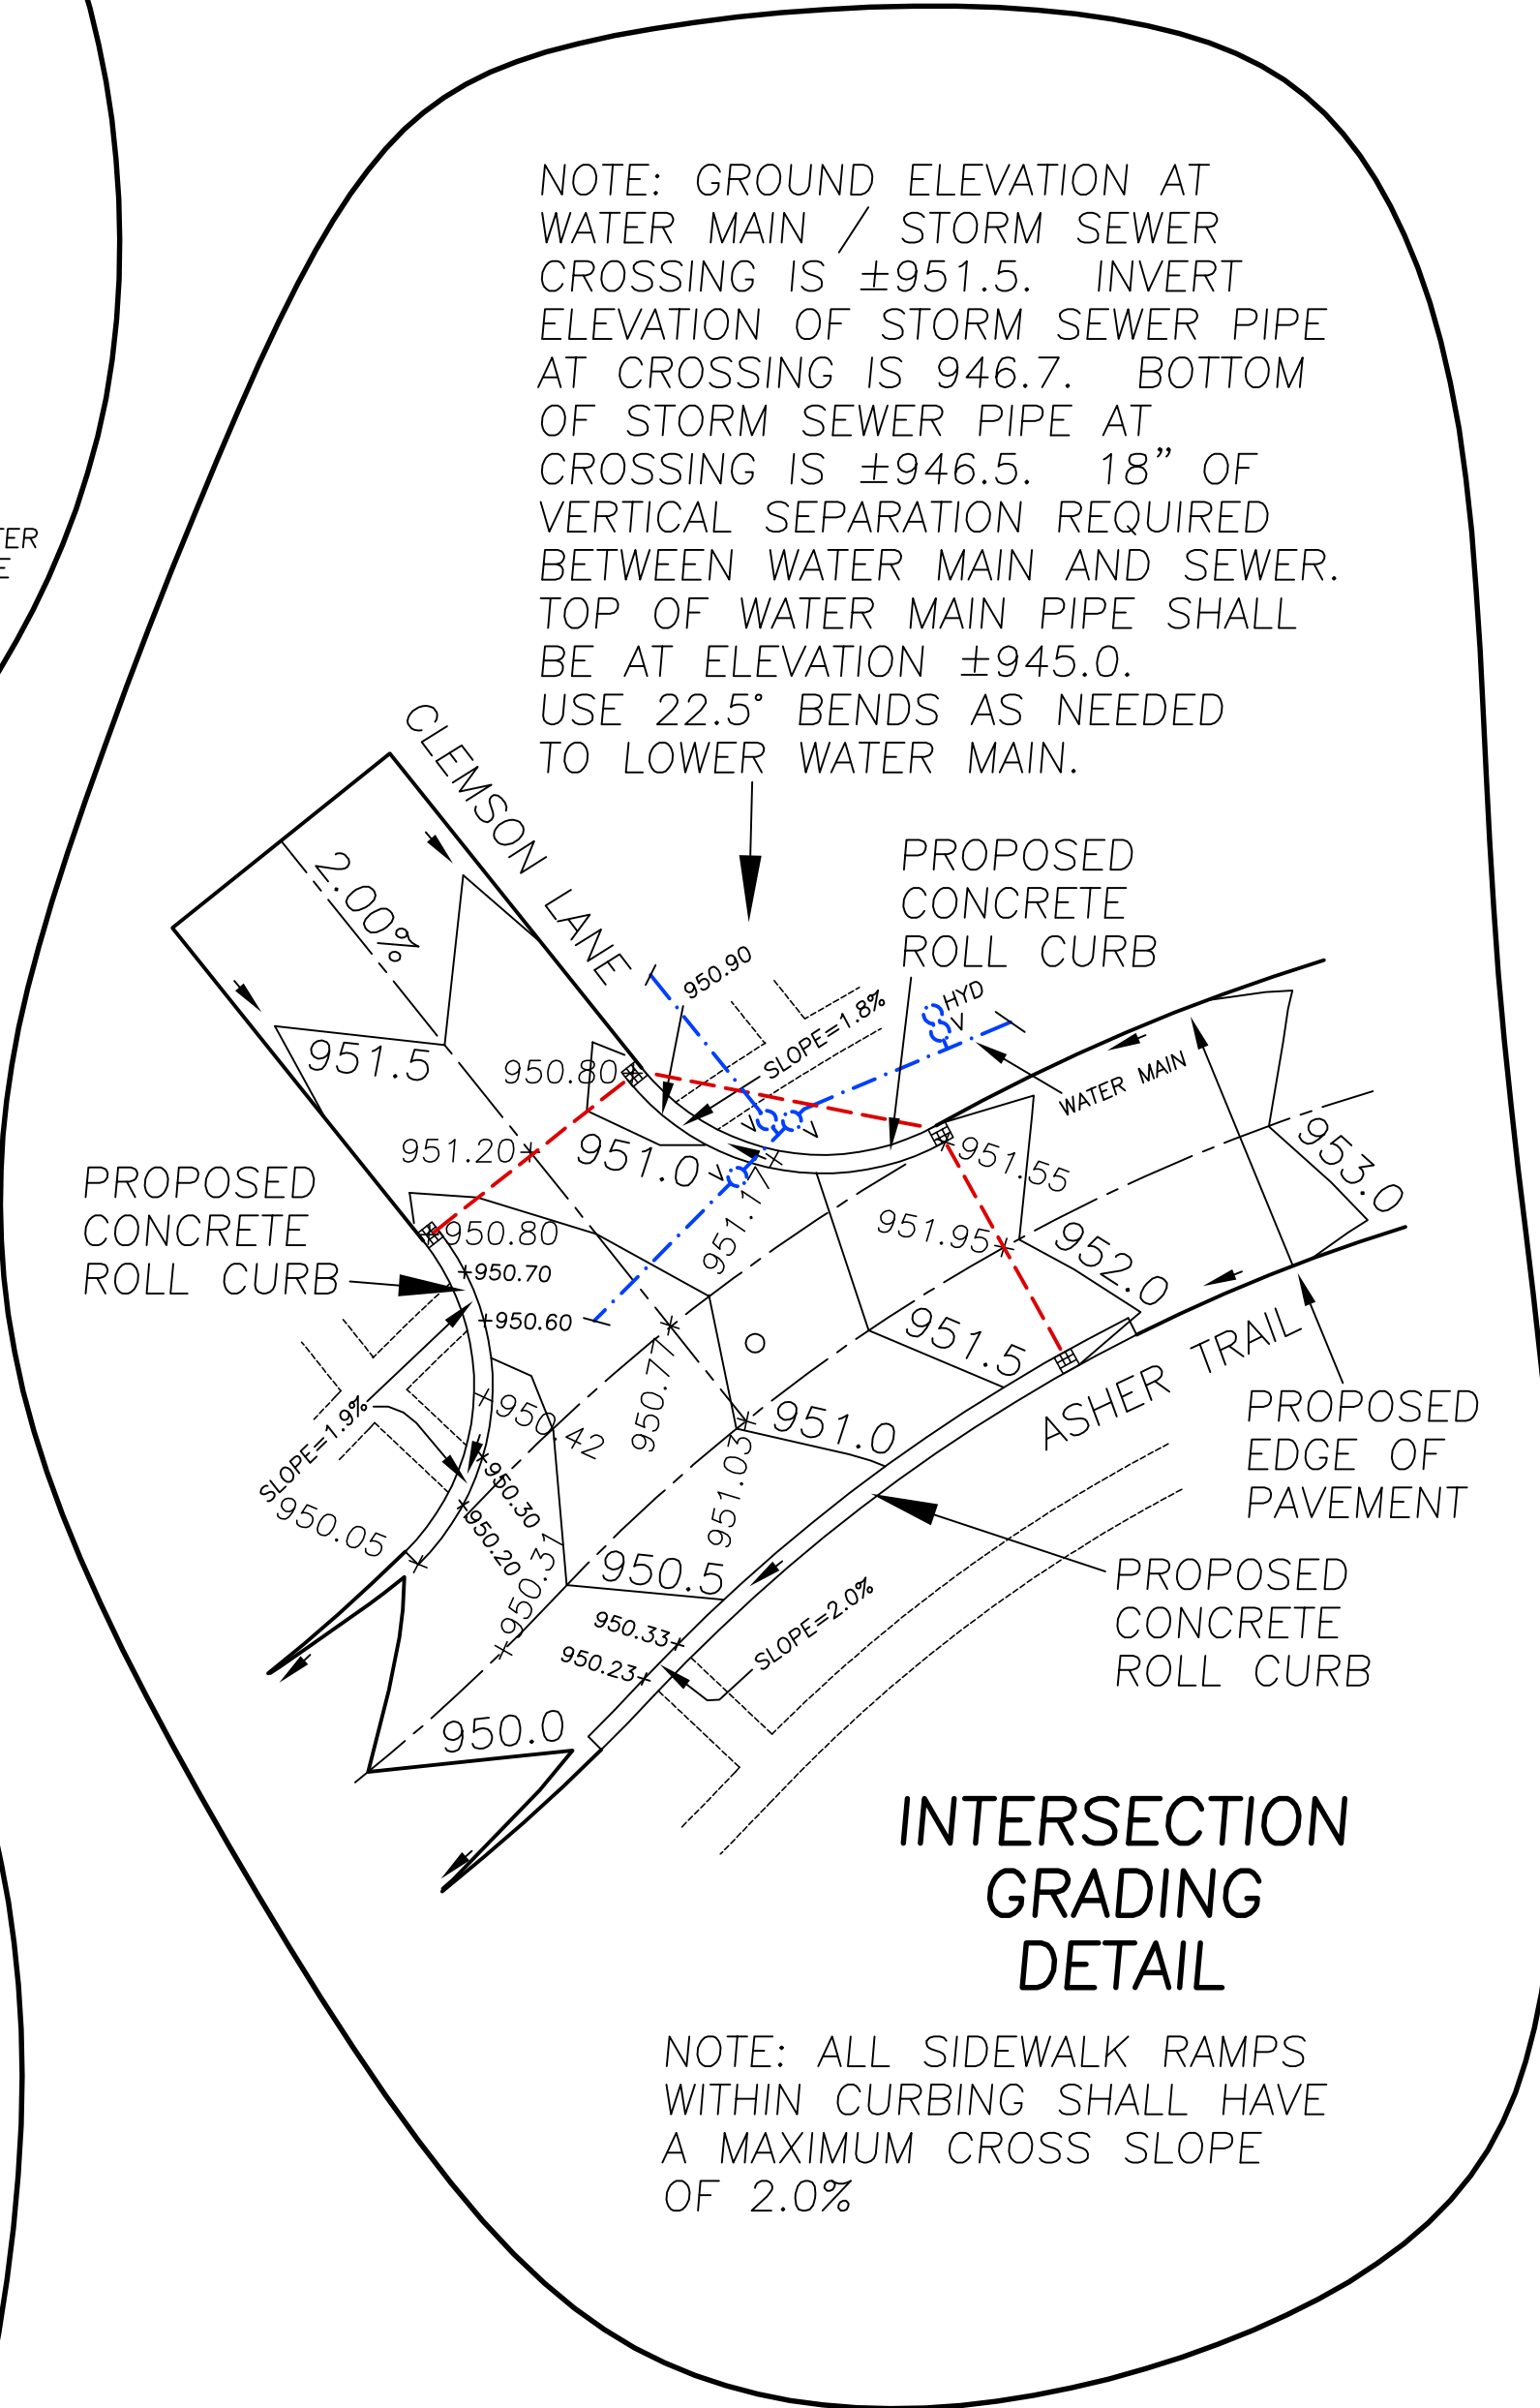 NOTE: GROUND ELEVATION AT
WATER MAIN / STORM SEWER
CROSSING IS ±951.5. INVERT
ELEVATION OF STORM SEWER PIPE
AT CROSSING IS 946.7. BOTTOM
OF STORM SEWER PIPE AT
CROSSING IS ±946.5. 18" OF
VERTICAL SEPARATION REQUIRED
BETWEEN WATER MAIN AND SEWER.
TOP OF WATER MAIN PIPE SHALL
BE AT ELEVATION ±945.0.
USE 22.5° BENDS AS NEEDED
TO LOWER WATER MAIN.
CLEMSON LANE
2.00%
PROPOSED
CONCRETE
ROLL CURB
950.90
SLOPE=1.8%
HYD
V
WATER MAIN
951.5
950.80
951.20
951.0
V
V
V
951.17
951.55
953.0
PROPOSED
CONCRETE
ROLL CURB
950.80
950.70
950.60
951.95
952.0
951.5
950.77
950.42
951.0
951.03
ASHER TRAIL
PROPOSED
EDGE OF
PAVEMENT
SLOPE=1.9%
950.05
950.30
950.20
950.31
950.5
950.33
950.23
SLOPE=2.0%
PROPOSED
CONCRETE
ROLL CURB
950.0
INTERSECTION
GRADING
DETAIL
NOTE: ALL SIDEWALK RAMPS
WITHIN CURBING SHALL HAVE
A MAXIMUM CROSS SLOPE
OF 2.0%